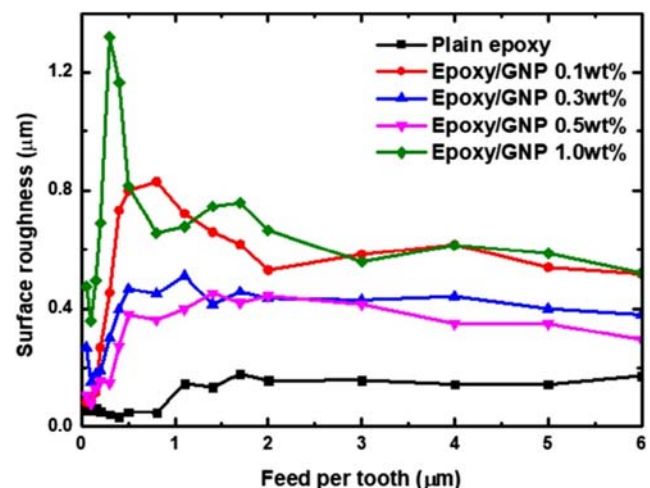 Plain epoxy
Epoxy/GNP 0.1wt%
Epoxy/GNP 0.3wt%
Epoxy/GNP 0.5wt%
Epoxy/GNP 1.0wt%
Surface roughness (μm)
1.2
0.8
0.4
0.0
0 1 2 3 4 5 6
Feed per tooth (μm)